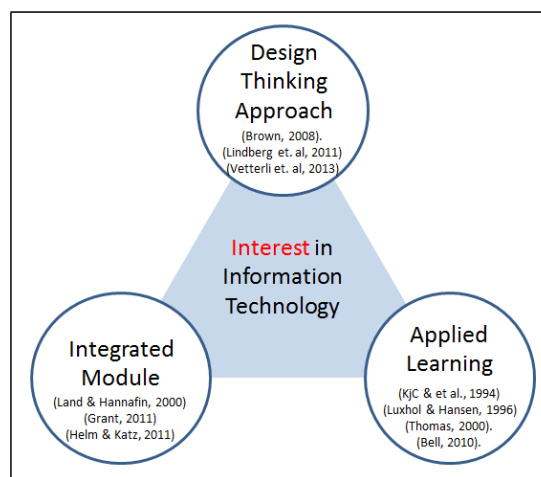 Design
Thinking
Approach
(Brown, 2008).
(Lindberg et. al, 2011)
(Vetterli et. al, 2013)
Interest in
Information
Technology
Integrated
Module
(Land & Hannafin, 2000)
(Grant, 2011)
(Helm & Katz, 2011)
Applied
Learning
(KjC & et al., 1994)
(Luxhol & Hansen, 1996)
(Thomas, 2000).
(Bell, 2010).